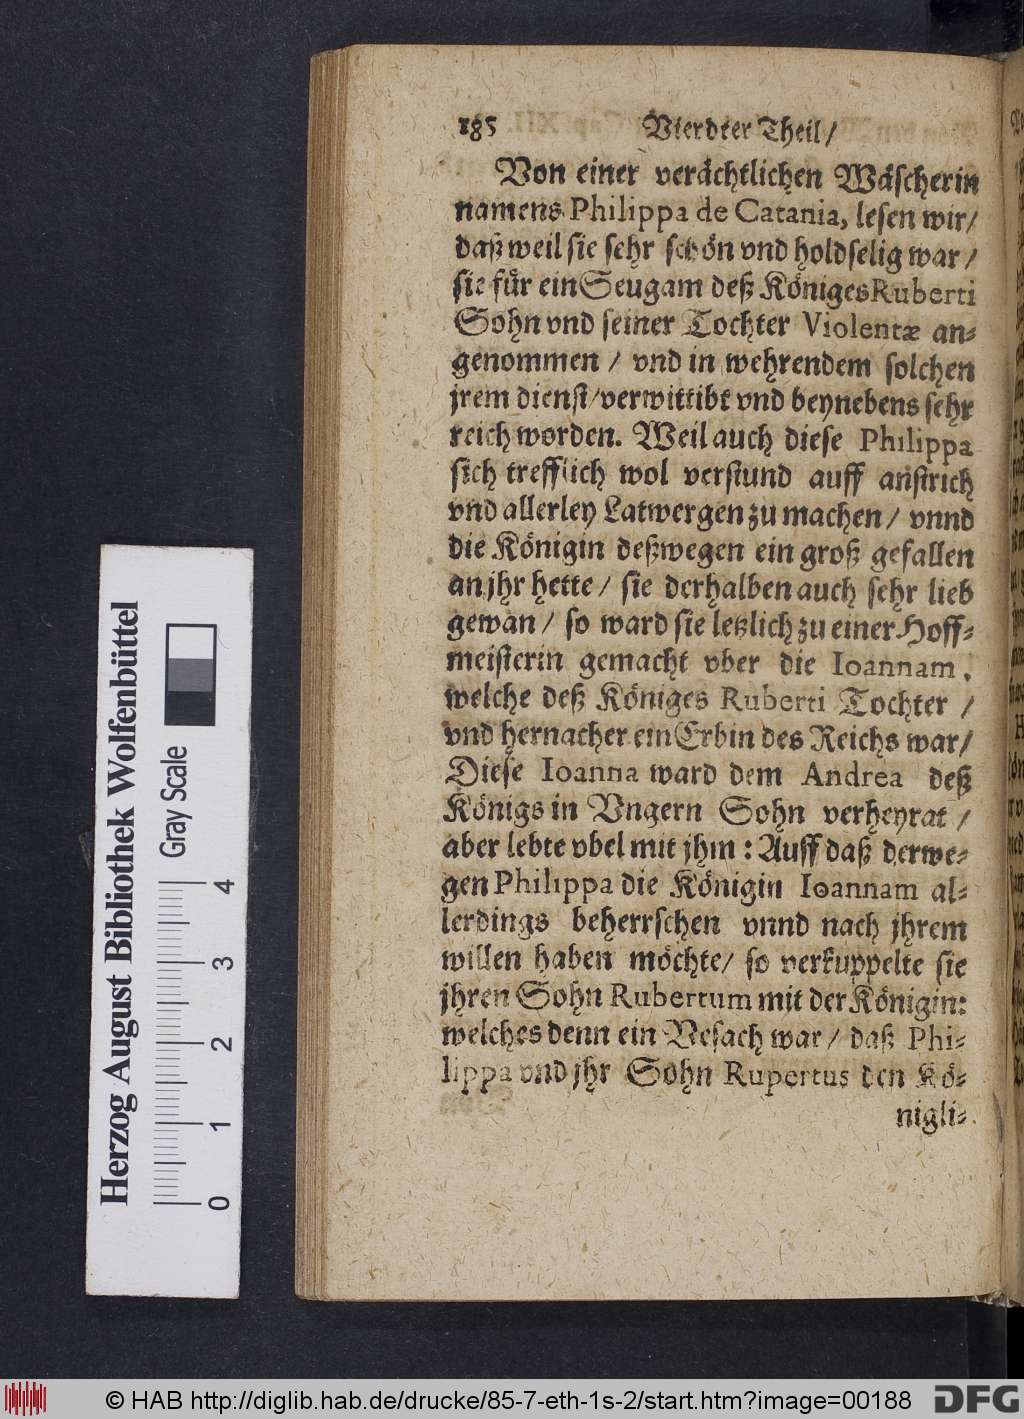 185 Vierdter Theil/
Von einer verächtlichen Wäscherin
namens Philippa de Catania, lesen wir/
daß weil sie sehr schön vnd holdselig war/
sie für ein Seugam deß Königes Ruberti
Sohn vnd seiner Tochter Violentæ an-
genommen / vnd in wehrendem solchen
jrem dienst/verwittibt vnd beynebens sehr
reich worden. Weil auch diese Philippa
sich trefflich wol verstund auff anstrich
vnd allerley Latwergen zu machen/ vnnd
die Königin deßwegen ein groß gefallen
an jhr hette/ sie derhalben auch sehr lieb
gewan/ so ward sie letzlich zu einer Hoff-
meisterin gemacht vber die Ioannam,
welche deß Königes Ruberti Tochter /
vnd hernacher ein Erbin des Reichs war/
Diese Ioanna ward dem Andrea deß
Königs in Vngern Sohn verheyrat /
aber lebte vbel mit jhm : Auff daß derwe-
gen Philippa die Königin Ioannam al-
lerdings beherrschen vnnd nach jhrem
willen haben möchte/ so verkuppelte sie
jhren Sohn Rubertum mit der Königin:
welches denn ein Vrsach war / daß Phi-
lippa vnd jhr Sohn Rupertus den Kö-
nigli-
Herzog August Bibliothek Wolfenbüttel
Gray Scale
0 1 2 3 4
© HAB http://diglib.hab.de/drucke/85-7-eth-1s-2/start.htm?image=00188
DFG